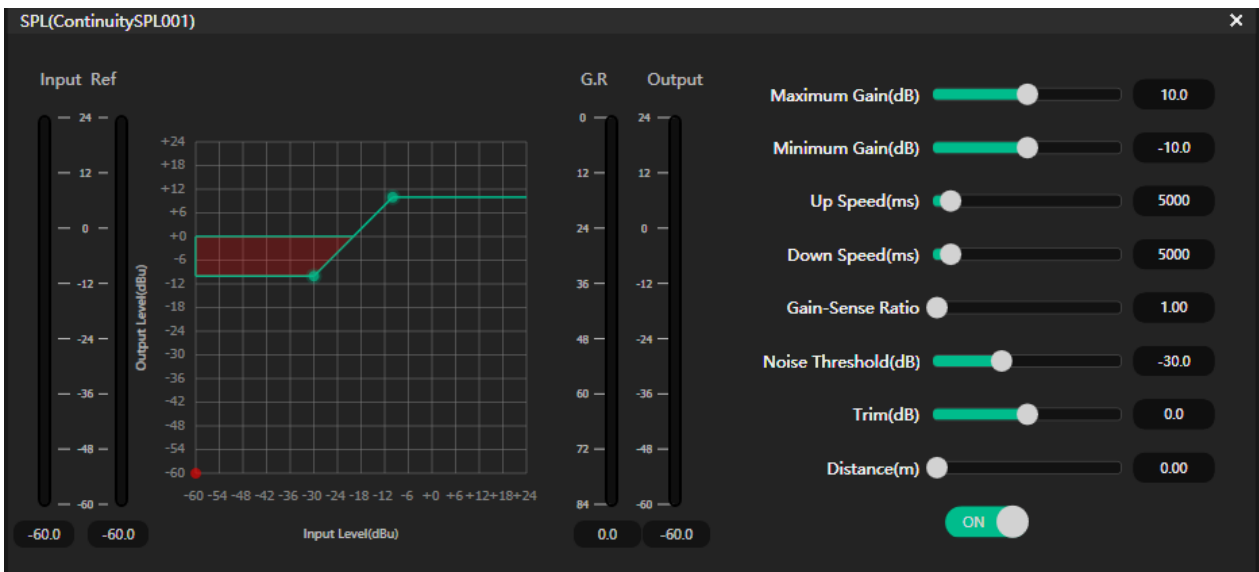 SPL(ContinuitySPL001) ×
Input Ref
G.R Output
Maximum Gain(dB) 10.0
Minimum Gain(dB) -10.0
Up Speed(ms) 5000
Down Speed(ms) 5000
Gain-Sense Ratio 1.00
Noise Threshold(dB) -30.0
Trim(dB) 0.0
Distance(m) 0.00
ON
24
12
0
-12
-24
-36
-48
-60
-60.0 -60.0
Output Level(dBu)
+24
+18
+12
+6
+0
-6
-12
-18
-24
-30
-36
-42
-48
-54
-60
-60 -54 -48 -42 -36 -30 -24 -18 -12 -6 +0 +6 +12+18+24
Input Level(dBu)
0
12
24
36
48
60
72
84
0.0
24
12
0
-12
-24
-36
-48
-60
-60.0